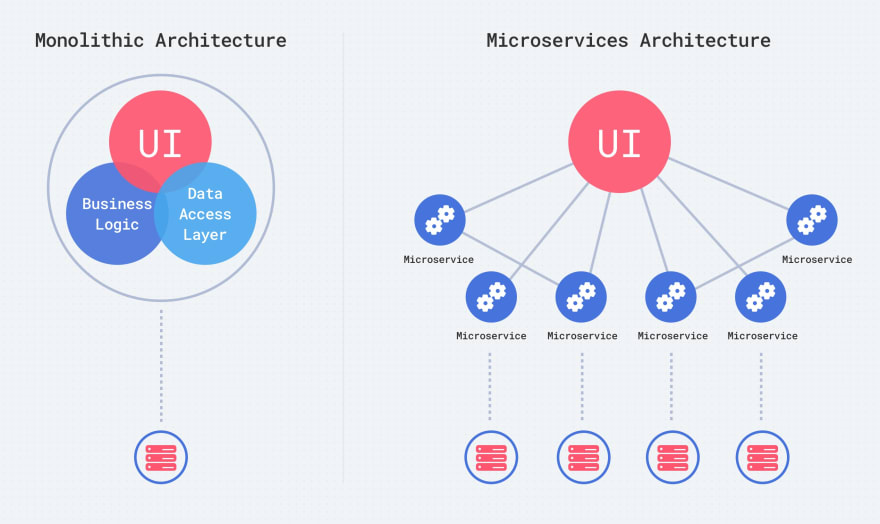 Monolithic Architecture
UI
Business
Logic
Data
Access
Layer
Microservices Architecture
UI
Microservice
Microservice
Microservice
Microservice
Microservice
Microservice